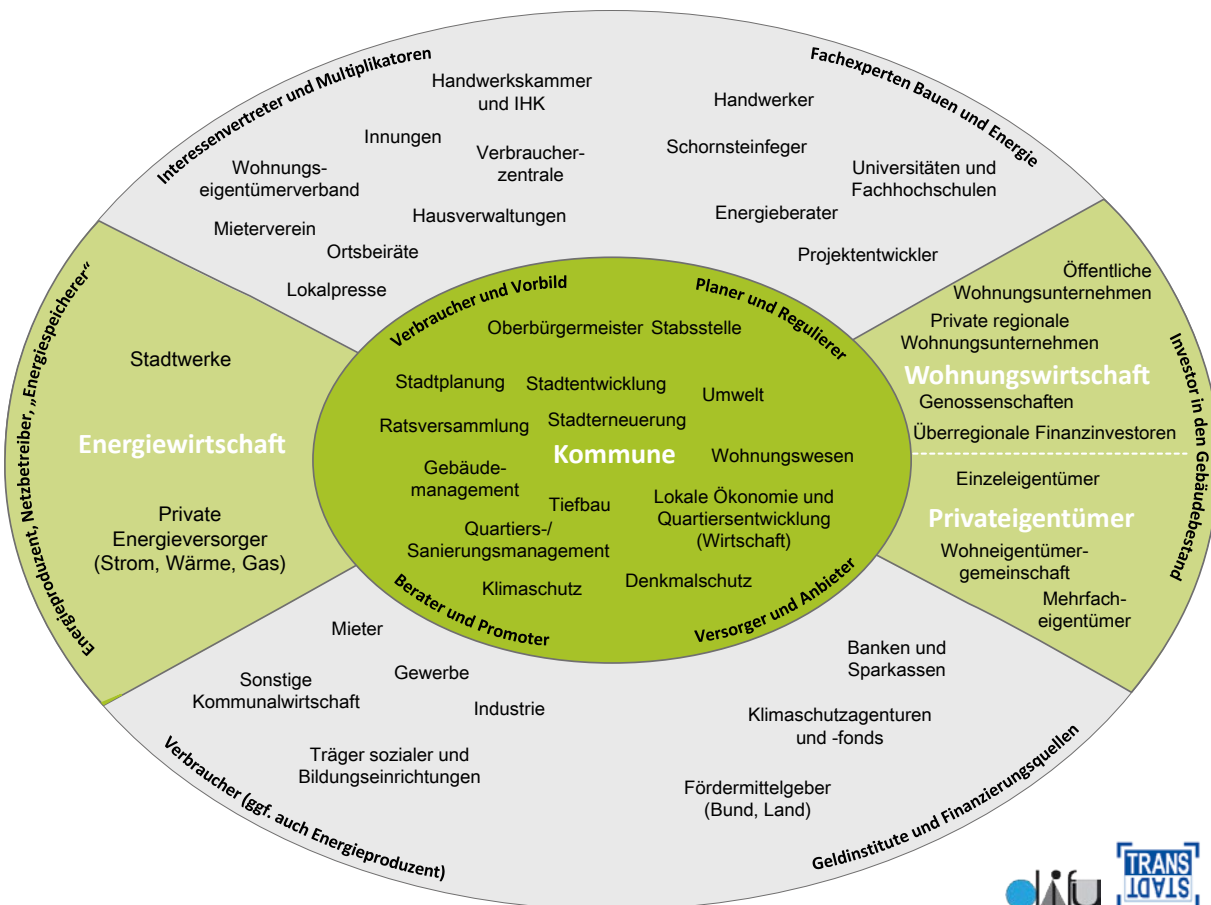 Interessenvertreter und Multiplikatoren
Handwerkskammer
und IHK
Innungen
Verbraucher-
zentrale
Wohnungs-
eigentümerverband
Hausverwaltungen
Mieterverein
Ortsbeiräte
Lokalpresse
Fachexperten Bauen und Energie
Handwerker
Schornsteinfeger
Universitäten und
Fachhochschulen
Energieberater
Projektentwickler
Energieproduzent, Netzbetreiber, „Energiespeicherer“
Stadtwerke
Energiewirtschaft
Private
Energieversorger
(Strom, Wärme, Gas)
Verbraucher und Vorbild
Planer und Regulierer
Oberbürgermeister
Stabsstelle
Stadtplanung
Stadtentwicklung
Umwelt
Ratsversammlung
Stadterneuerung
Kommune
Wohnungswesen
Gebäude-
management
Tiefbau
Lokale Ökonomie und
Quartiersentwicklung
(Wirtschaft)
Quartiers-/
Sanierungsmanagement
Klimaschutz
Denkmalschutz
Berater und Promoter
Versorger und Anbieter
Öffentliche
Wohnungsunternehmen
Private regionale
Wohnungsunternehmen
Wohnungswirtschaft
Genossenschaften
Überregionale Finanzinvestoren
Einzeleigentümer
Privateigentümer
Wohneigentümer-
gemeinschaft
Mehrfach-
eigentümer
Investor in den Gebäudebestand
Mieter
Gewerbe
Sonstige
Kommunalwirtschaft
Industrie
Träger sozialer und
Bildungseinrichtungen
Verbraucher (ggf. auch Energieproduzent)
Banken und
Sparkassen
Klimaschutzagenturen
und -fonds
Fördermittelgeber
(Bund, Land)
Geldinstitute und Finanzierungsquellen
difu
TRANS
STADT